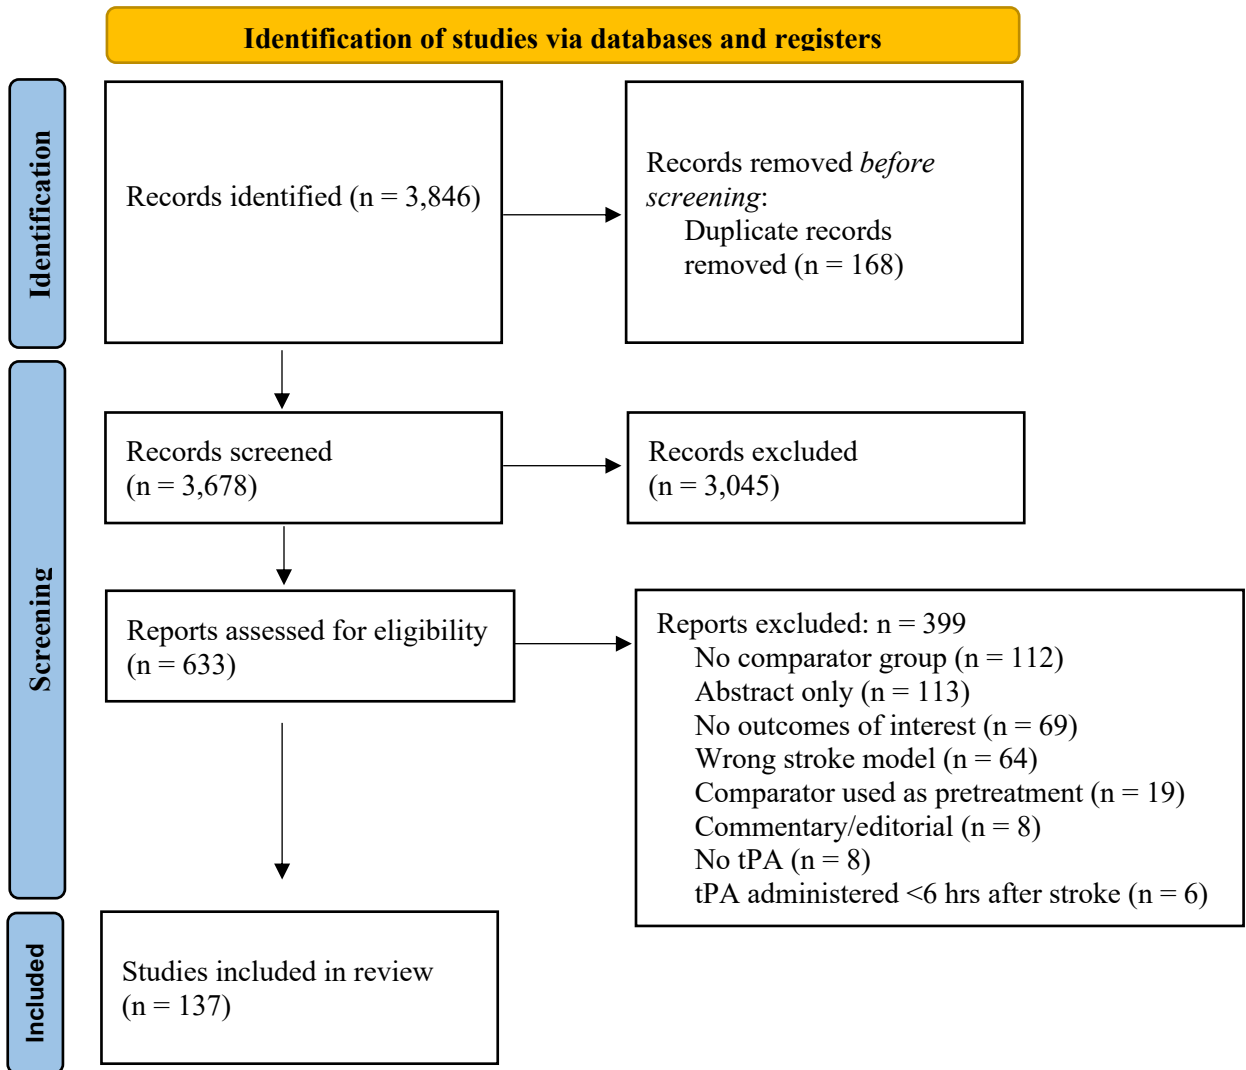 Identification of studies via databases and registers
Identification
Records identified (n = 3,846)
Records removed before
screening:
Duplicate records
removed (n = 168)
Screening
Records screened
(n = 3,678)
Records excluded
(n = 3,045)
Reports assessed for eligibility
(n = 633)
Reports excluded: n = 399
No comparator group (n = 112)
Abstract only (n = 113)
No outcomes of interest (n = 69)
Wrong stroke model (n = 64)
Comparator used as pretreatment (n = 19)
Commentary/editorial (n = 8)
No tPA (n = 8)
tPA administered <6 hrs after stroke (n = 6)
Included
Studies included in review
(n = 137)